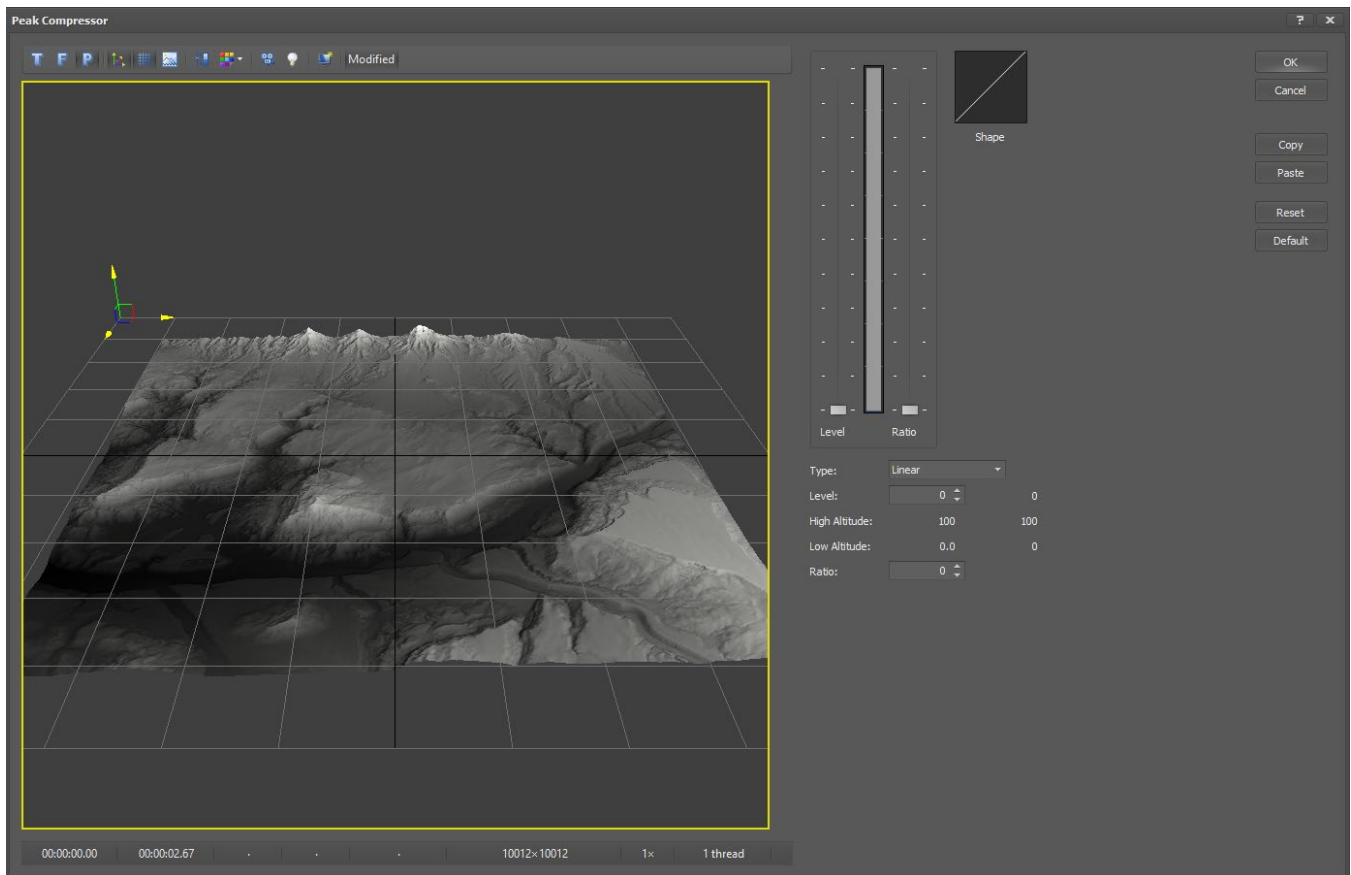 Peak Compressor
? x
T F P Modified
OK
Cancel
Shape
Copy
Paste
Reset
Default
Level Ratio
Type: Linear
Level: 0 0
High Altitude: 100 100
Low Altitude: 0.0 0
Ratio: 0
00:00:00.00 00:00:02.67 . . . 10012×10012 1× 1 thread